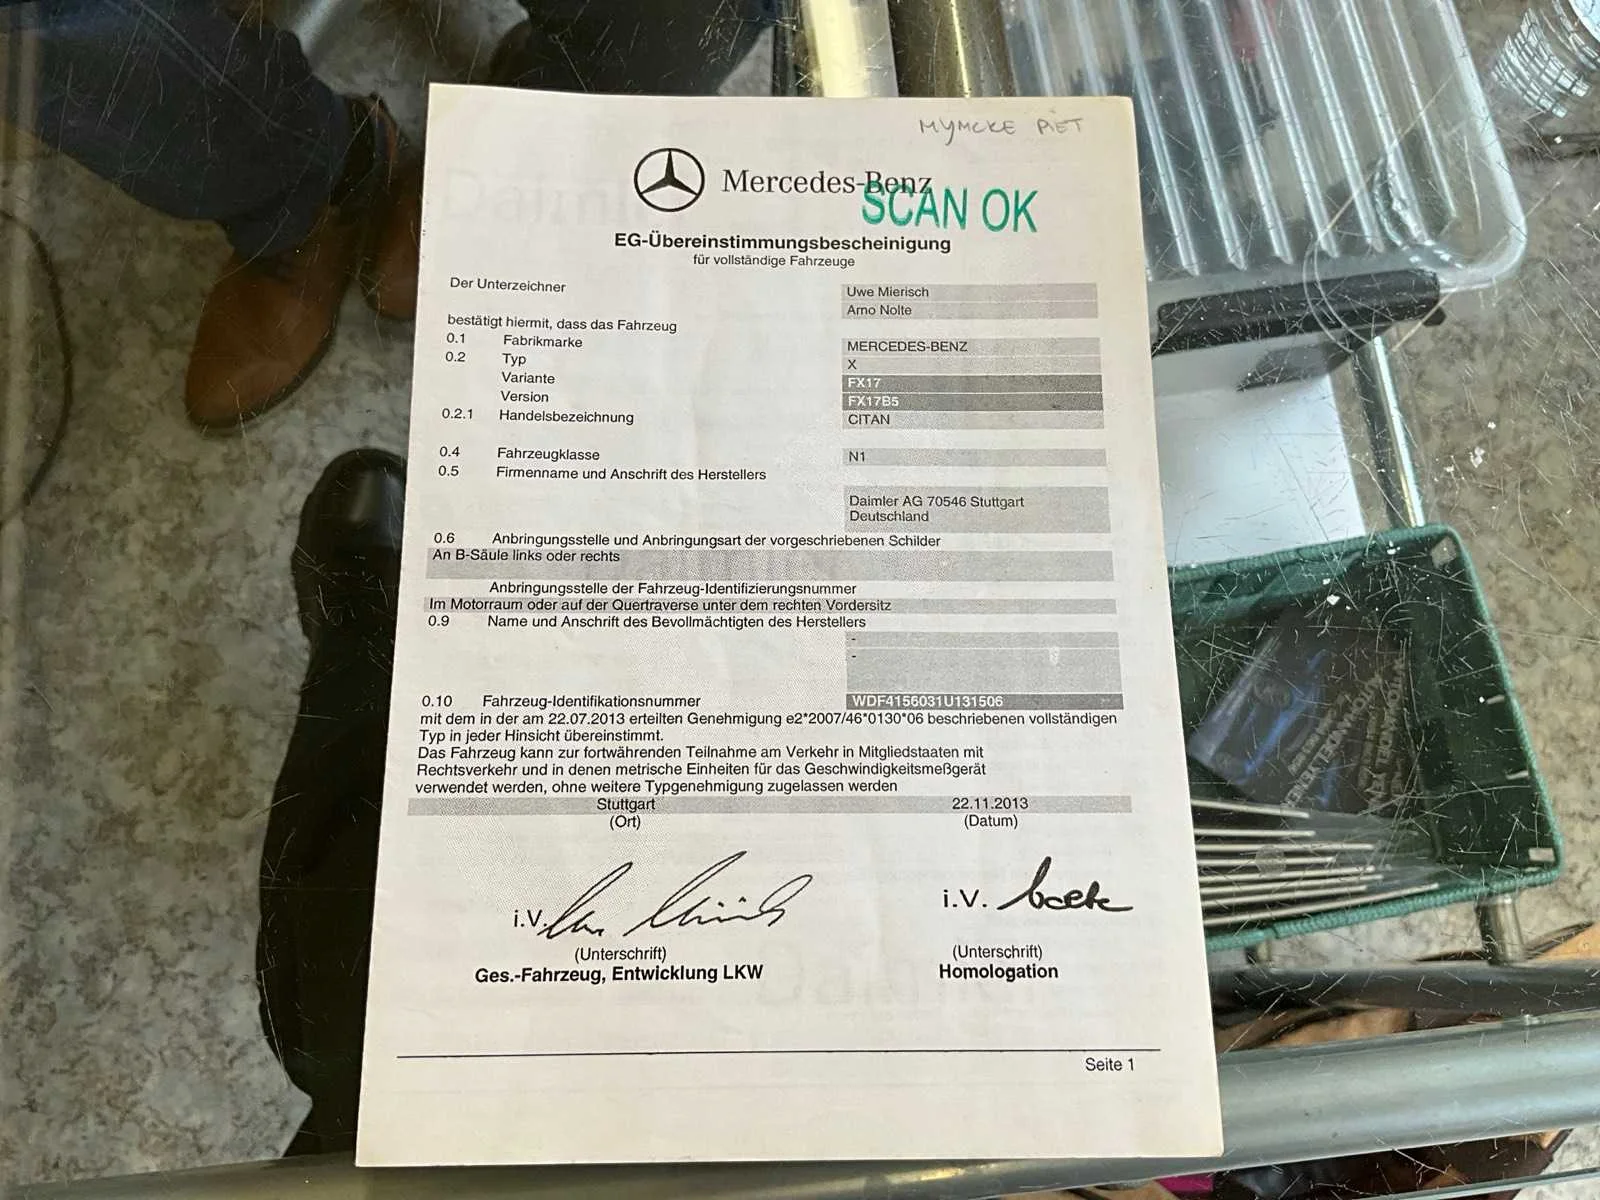 MYMCKE PIET
Mercedes-Benz
SCAN OK
EG-Übereinstimmungsbescheinigung
für vollständige Fahrzeuge
Der Unterzeichner
Uwe Mierisch
Arno Nolte
bestätigt hiermit, dass das Fahrzeug
0.1 Fabrikmarke MERCEDES-BENZ
0.2 Typ X
Variante FX17
Version FX17B5
0.2.1 Handelsbezeichnung CITAN
0.4 Fahrzeugklasse N1
0.5 Firmenname und Anschrift des Herstellers
Daimler AG 70546 Stuttgart
Deutschland
0.6 Anbringungsstelle und Anbringungsart der vorgeschriebenen Schilder
An B-Säule links oder rechts
Anbringungsstelle der Fahrzeug-Identifizierungsnummer
Im Motorraum oder auf der Quertraverse unter dem rechten Vordersitz
0.9 Name und Anschrift des Bevollmächtigten des Herstellers
-
-
0.10 Fahrzeug-Identifikationsnummer WDF4156031U131506
mit dem in der am 22.07.2013 erteilten Genehmigung e2*2007/46*0130*06 beschriebenen vollständigen
Typ in jeder Hinsicht übereinstimmt.
Das Fahrzeug kann zur fortwährenden Teilnahme am Verkehr in Mitgliedstaaten mit
Rechtsverkehr und in denen metrische Einheiten für das Geschwindigkeitsmeßgerät
verwendet werden, ohne weitere Typgenehmigung zugelassen werden
Stuttgart 22.11.2013
(Ort) (Datum)
i.V. i.V.
(Unterschrift) (Unterschrift)
Ges.-Fahrzeug, Entwicklung LKW Homologation
Seite 1